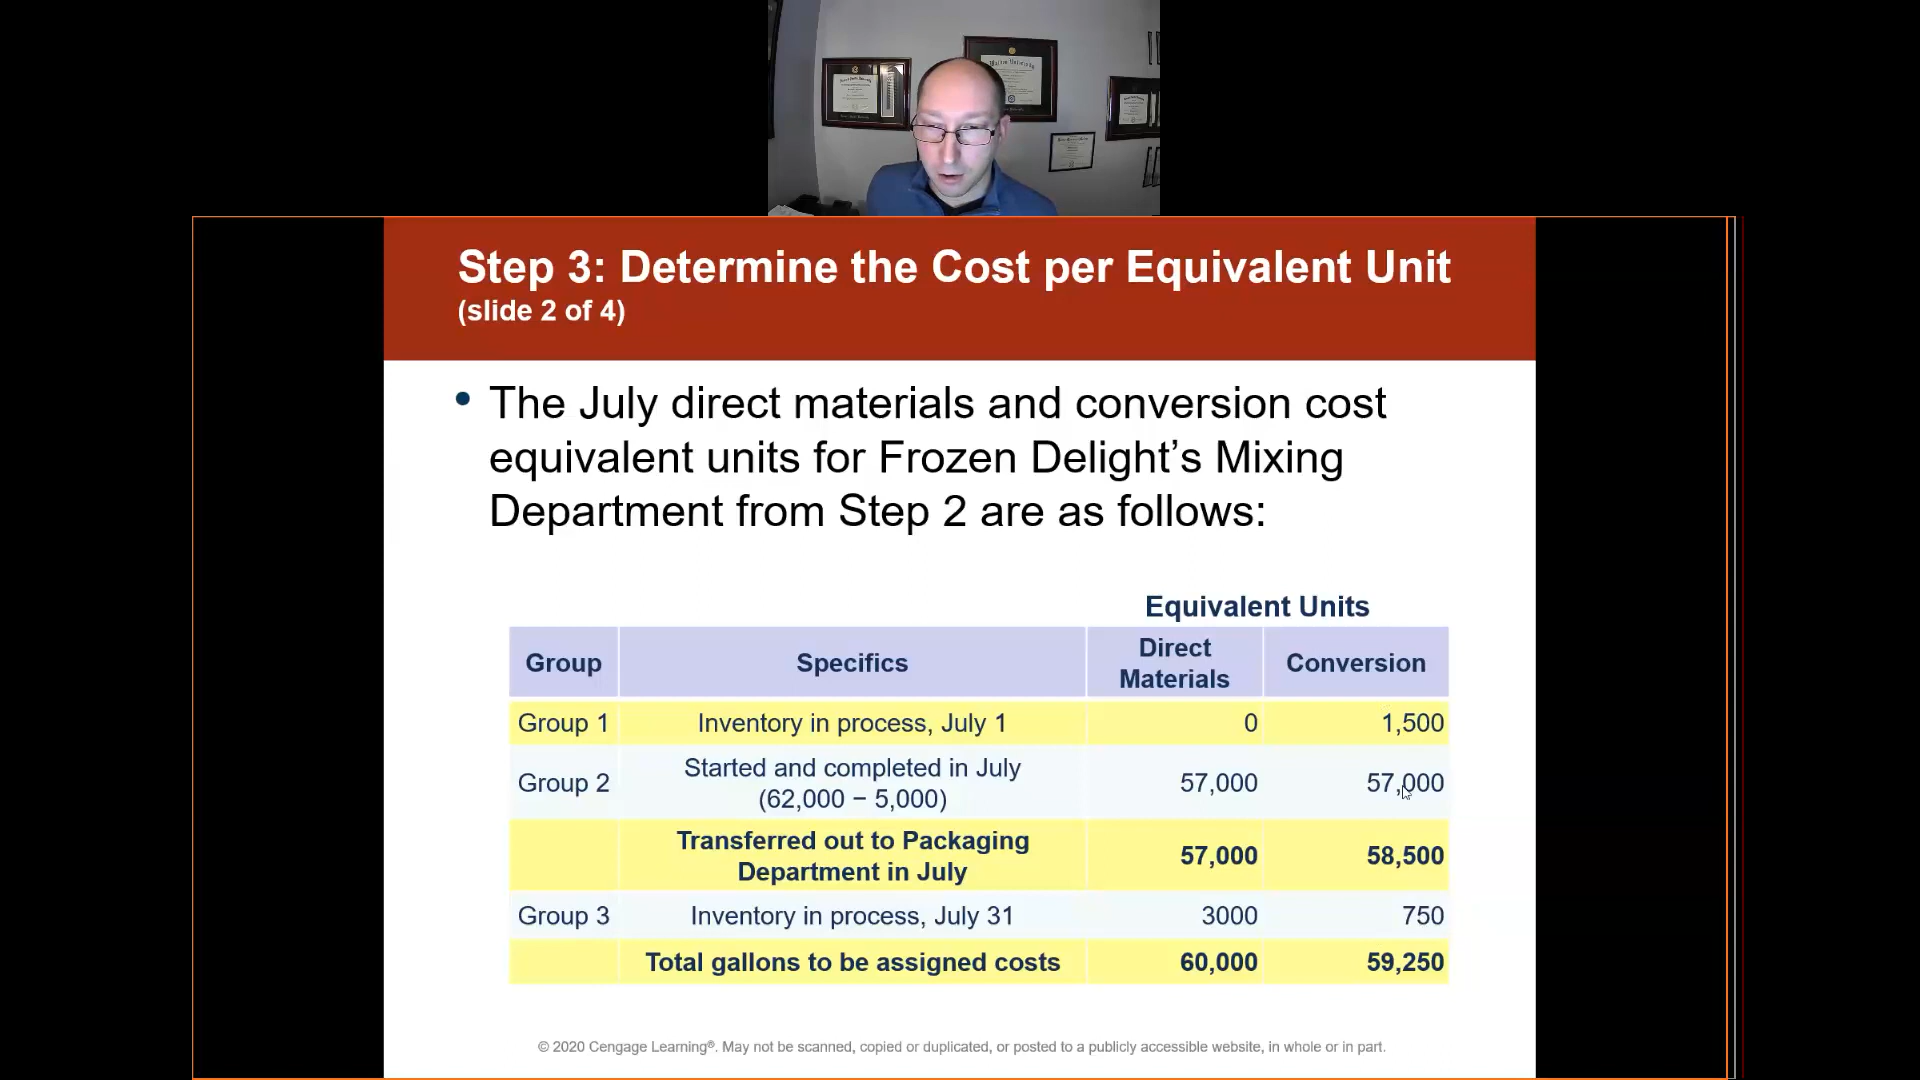 Step 3: Determine the Cost per Equivalent Unit
(slide 2 of 4)
• The July direct materials and conversion cost
equivalent units for Frozen Delight’s Mixing
Department from Step 2 are as follows:
Equivalent Units
Group Specifics Direct Materials Conversion
Group 1 Inventory in process, July 1 0 1,500
Group 2 Started and completed in July (62,000 − 5,000) 57,000 57,000
Transferred out to Packaging Department in July 57,000 58,500
Group 3 Inventory in process, July 31 3000 750
Total gallons to be assigned costs 60,000 59,250
© 2020 Cengage Learning®. May not be scanned, copied or duplicated, or posted to a publicly accessible website, in whole or in part.